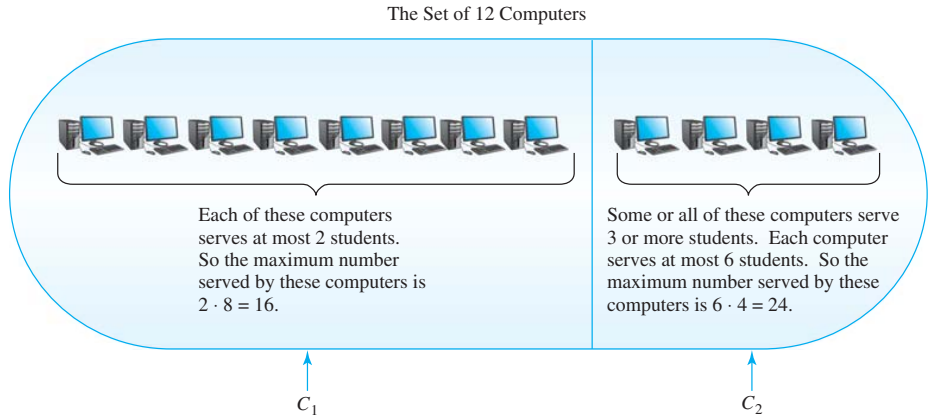 The Set of 12 Computers
Each of these computers
serves at most 2 students.
So the maximum number
served by these computers is
2 · 8 = 16.
Some or all of these computers serve
3 or more students. Each computer
serves at most 6 students. So the
maximum number served by these
computers is 6 · 4 = 24.
C₁
C₂